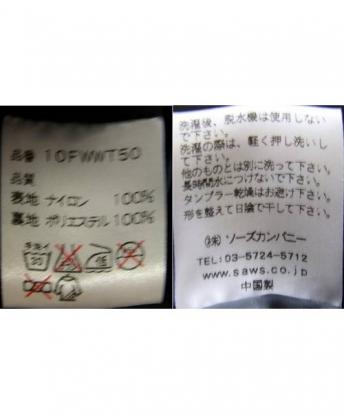 品番 10FWWT50
品質
表地 ナイロン 100%
裏地 ポリエステル 100%
手洗イ
30
洗濯後、脱水機は使用しない
で下さい。
洗濯の際は、軽く押し洗いし
て下さい。
他のものとは別に洗って下さい。
長時間水につけないで下さい。
タンブラー乾燥はお避け下さい。
形を整えて日陰で干して下さい。
㈱ ソーズカンパニー
TEL:03-5724-5712
www.saws.co.jp
中国製